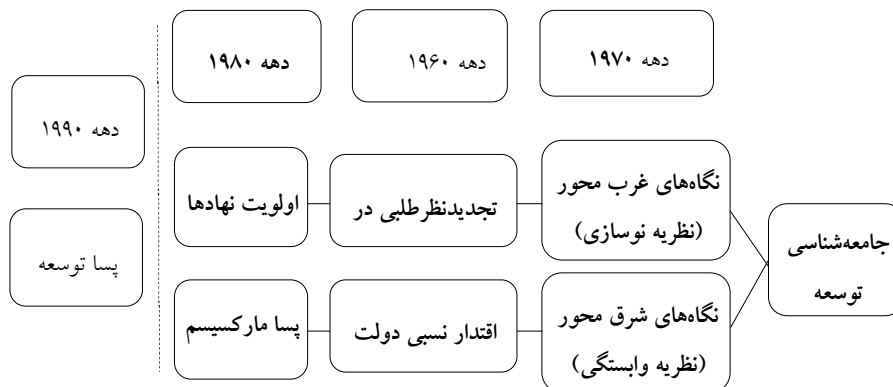 دهه ۱۹۷۰
دهه ۱۹۶۰
دهه ۱۹۸۰
دهه ۱۹۹۰
جامعه‌شناسی
توسعه
نگاه‌های غرب محور
(نظریه نوسازی)
تجدیدنظرطلبی در
اولویت نهادها
نگاه‌های شرق محور
(نظریه وابستگی)
اقتدار نسبی دولت
پسا مارکسیسم
پسا توسعه